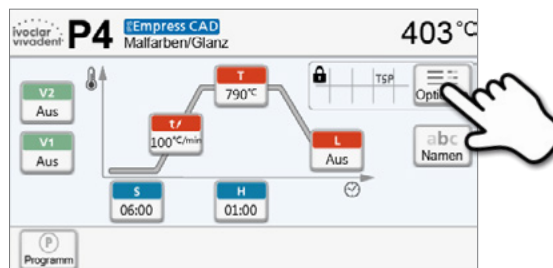 ivoclar
vivadent
P4
IPS Empress CAD
Malfarben/Glanz
403°C
V2
Aus
V1
Aus
t↗
100°C/min
T
790°C
TSP
L
Aus
S
06:00
H
01:00
abc
Namen
P
Programm